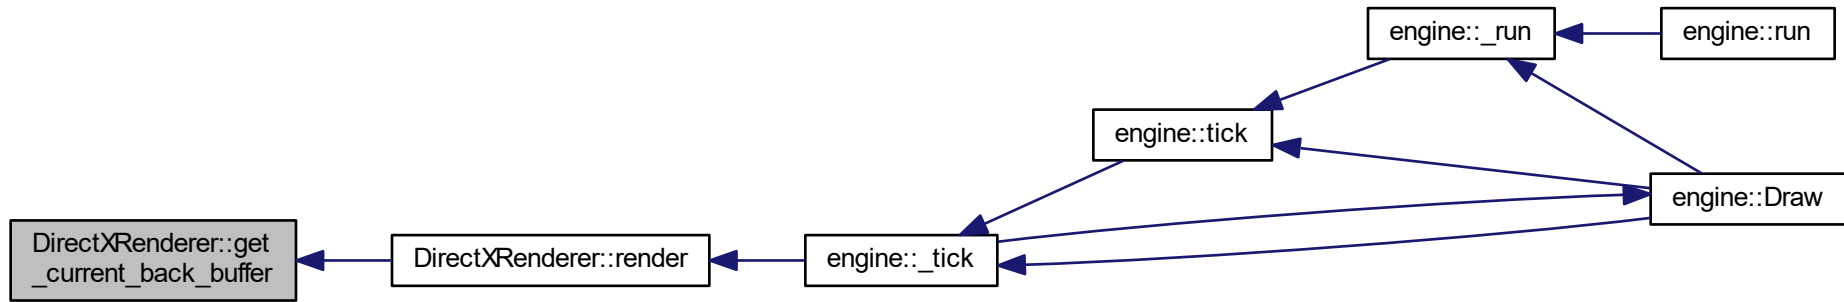 engine::_run
engine::run
engine::tick
engine::Draw
DirectXRenderer::get
_current_back_buffer
DirectXRenderer::render
engine::_tick